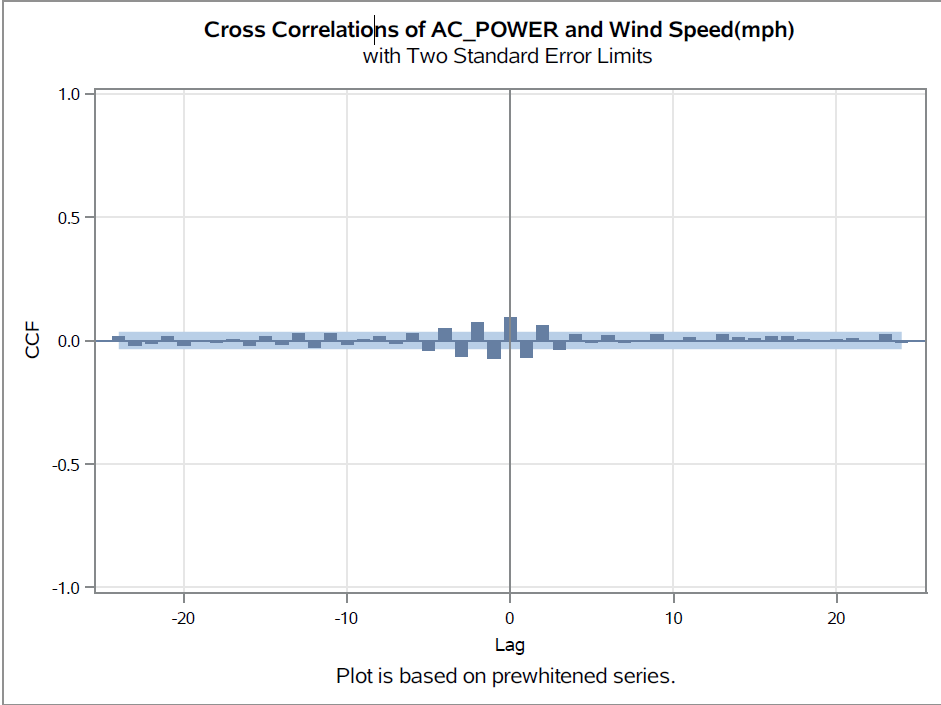 Cross Correlations of AC_POWER and Wind Speed(mph)
with Two Standard Error Limits
1.0
0.5
0.0
-0.5
-1.0
CCF
-20 -10 0 10 20
Lag
Plot is based on prewhitened series.